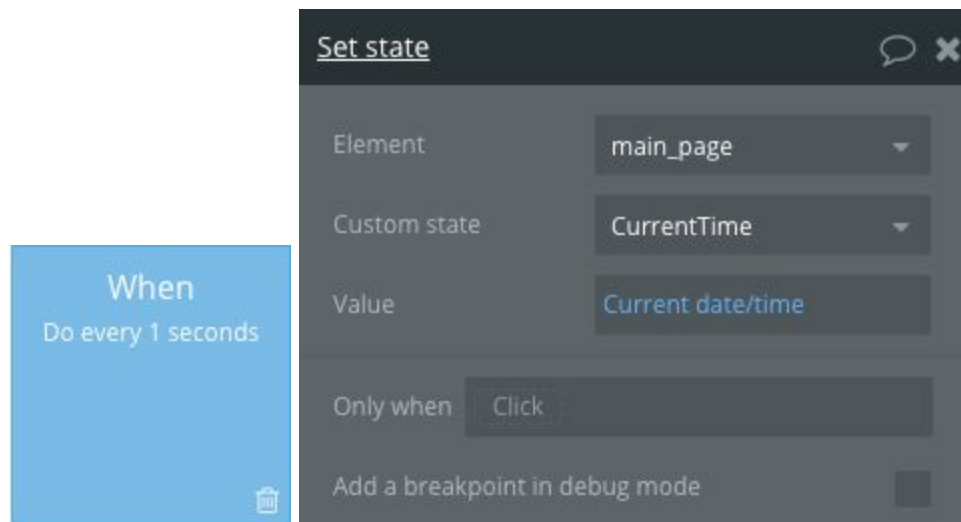 When
Do every 1 seconds
Set state
Element
main_page
Custom state
CurrentTime
Value
Current date/time
Only when
Click
Add a breakpoint in debug mode